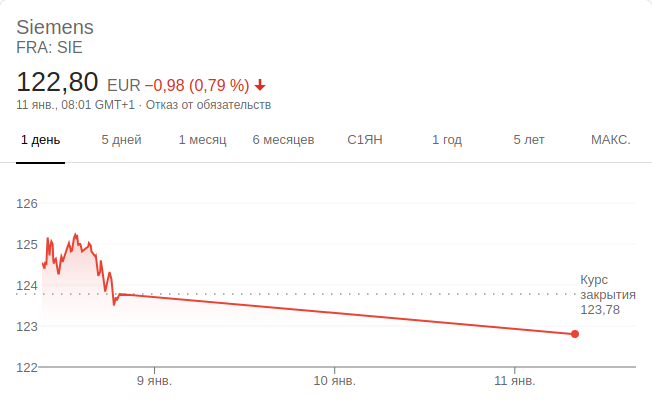 Siemens
FRA: SIE
122,80 EUR −0,98 (0,79 %)
11 янв., 08:01 GMT+1 · Отказ от обязательств
1 день 5 дней 1 месяц 6 месяцев С1ЯН 1 год 5 лет МАКС.
126
125
124
123
122
Курс
закрытия
123,78
9 янв. 10 янв. 11 янв.